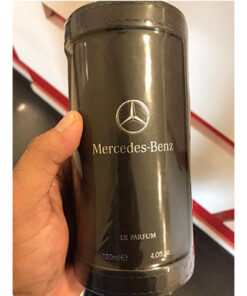 Mercedes-Benz
LE PARFUM
120ml℮ 4.0fl.oz.